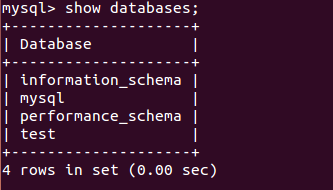 mysql> show databases;
+--------------------+
| Database           |
+--------------------+
| information_schema |
| mysql              |
| performance_schema |
| test               |
+--------------------+
4 rows in set (0.00 sec)